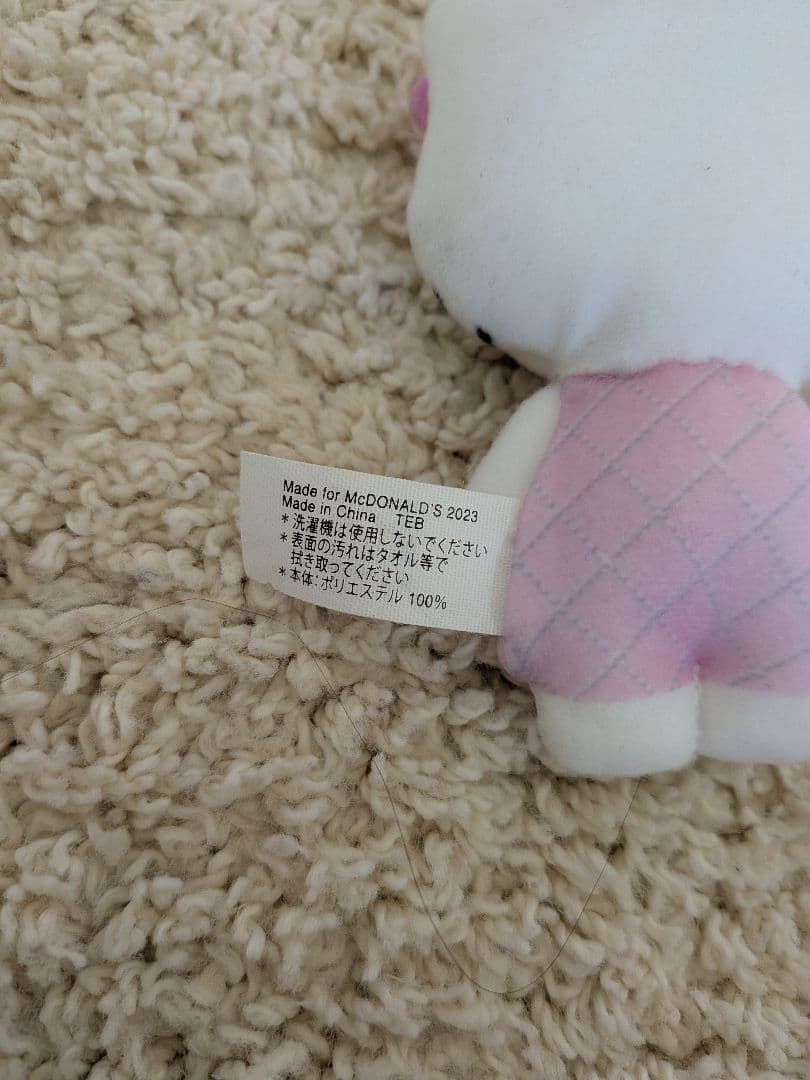 Made for McDONALD'S 2023
Made in China TEB
*洗濯機は使用しないでください
*表面の汚れはタオル等で
拭き取ってください
*本体:ポリエステル 100%